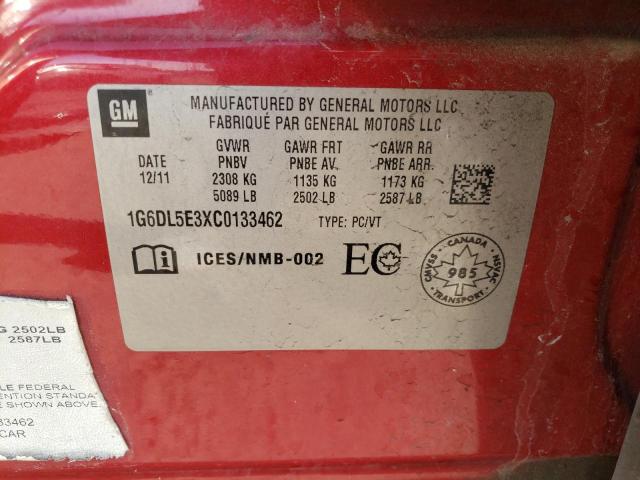 GM
MANUFACTURED BY GENERAL MOTORS LLC
FABRIQUÉ PAR GENERAL MOTORS LLC
GVWR GAWR FRT GAWR RR
DATE PNBV PNBE AV. PNBE ARR.
12/11 2308 KG 1135 KG 1173 KG
5089 LB 2502 LB 2587 LB
1G6DL5E3XC0133462 TYPE: PC/VT
i ICES/NMB-002 EC
CANADA
CMVSS 985 NSVAC
TRANSPORT
G 2502LB
2587LB
LE FEDERAL
ENTION STANDA
E SHOWN ABOVE.
33462
CAR